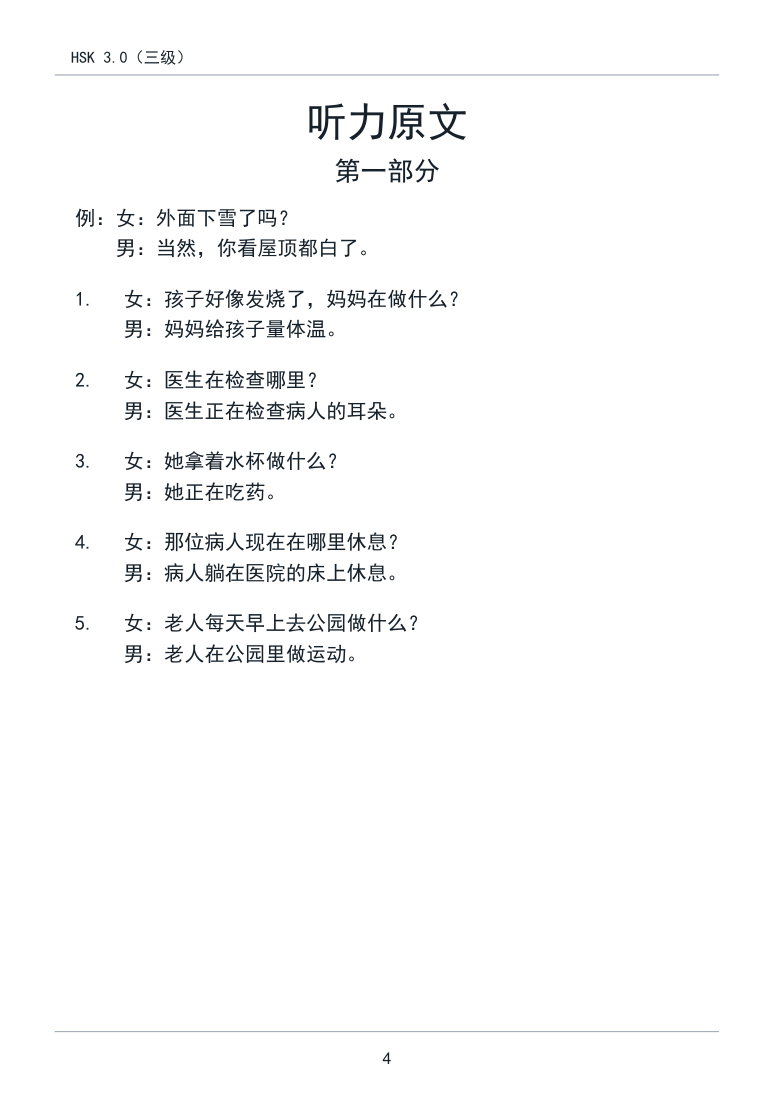 HSK 3.0（三级）
听力原文
第一部分
例：女：外面下雪了吗？
男：当然，你看屋顶都白了。
1. 女：孩子好像发烧了，妈妈在做什么？
男：妈妈给孩子量体温。
2. 女：医生在检查哪里？
男：医生正在检查病人的耳朵。
3. 女：她拿着水杯做什么？
男：她正在吃药。
4. 女：那位病人现在在哪里休息？
男：病人躺在医院的床上休息。
5. 女：老人每天早上去公园做什么？
男：老人在公园里做运动。
4